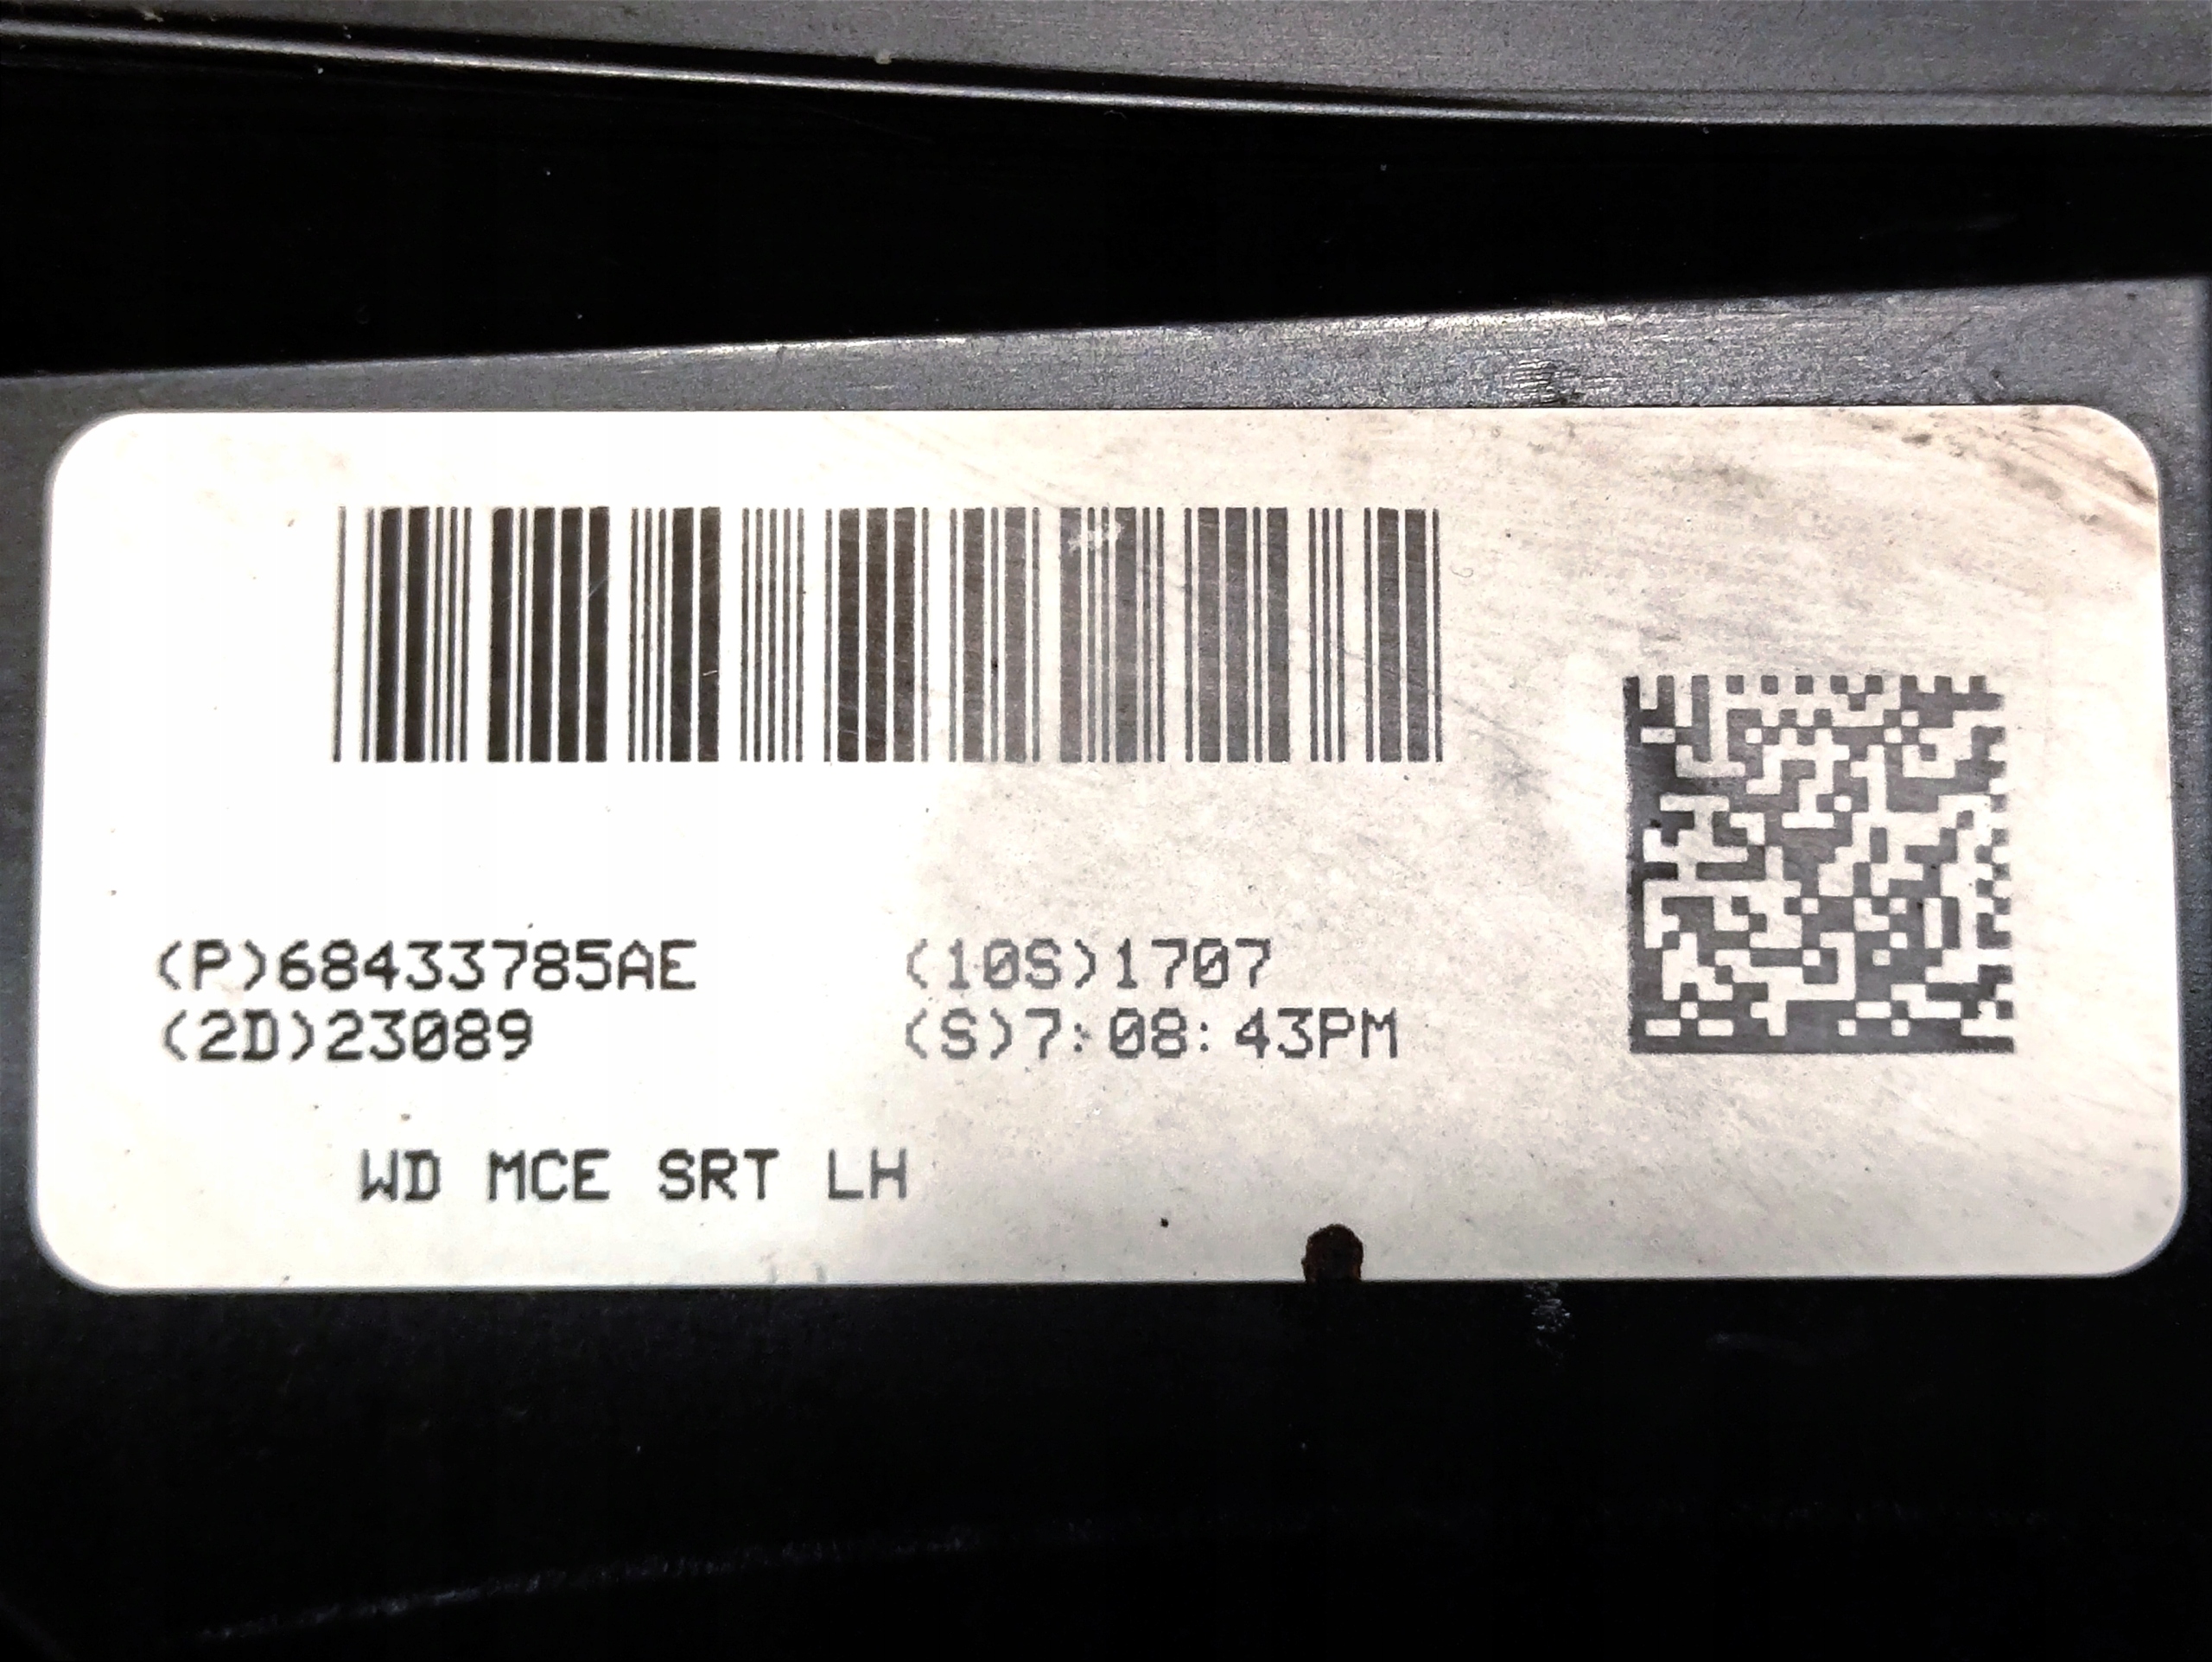 (P)68433785AE (10S)1707
(2D)23089 (S)7:08:43PM
WD MCE SRT LH